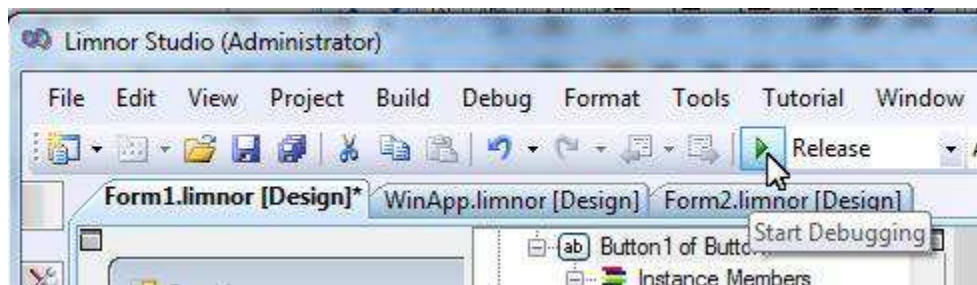 Limnor Studio (Administrator)
File Edit View Project Build Debug Format Tools Tutorial Window
Release
Form1.limnor [Design]* WinApp.limnor [Design] Form2.limnor [Design]
Start Debugging
ab Button1 of
Instance Members